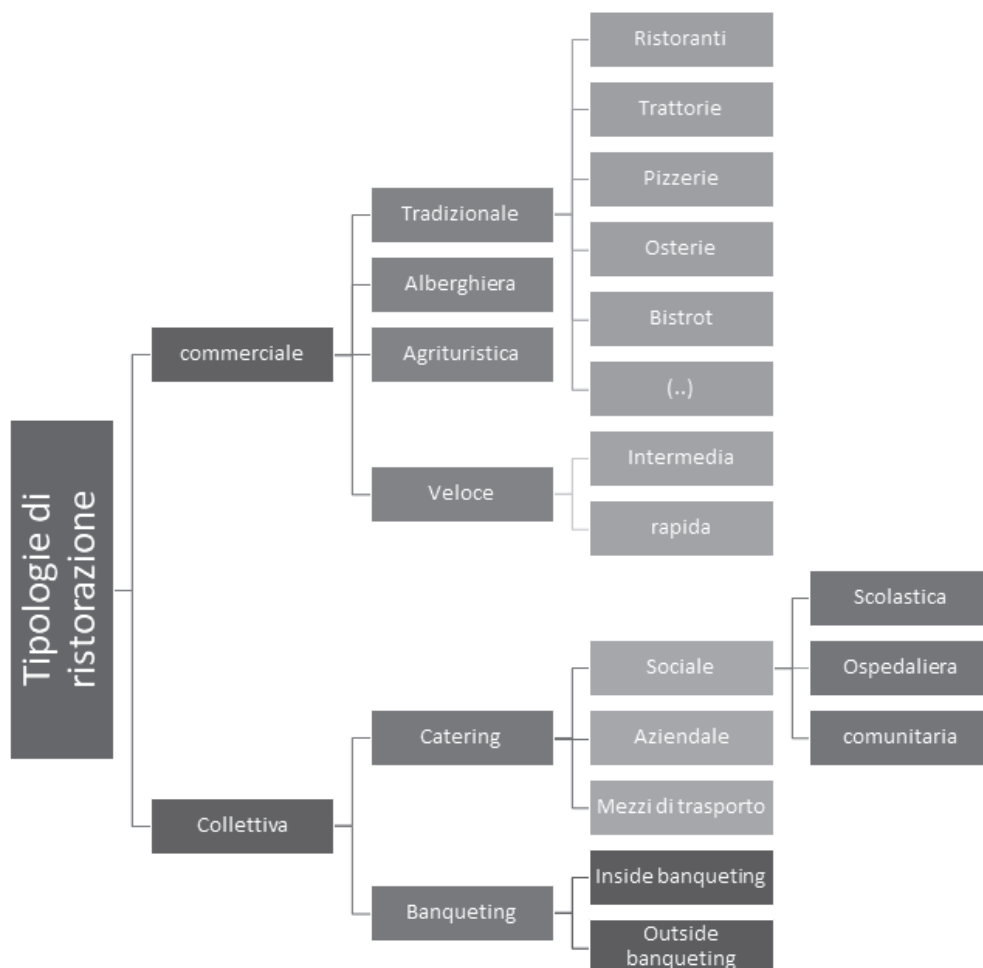 Tipologie di
ristorazione
commerciale
Tradizionale
Ristoranti
Trattorie
Pizzerie
Osterie
Bistrot
(..)
Alberghiera
Agrituristica
Veloce
Intermedia
rapida
Collettiva
Catering
Sociale
Scolastica
Ospedaliera
comunitaria
Aziendale
Mezzi di trasporto
Banqueting
Inside banqueting
Outside
banqueting